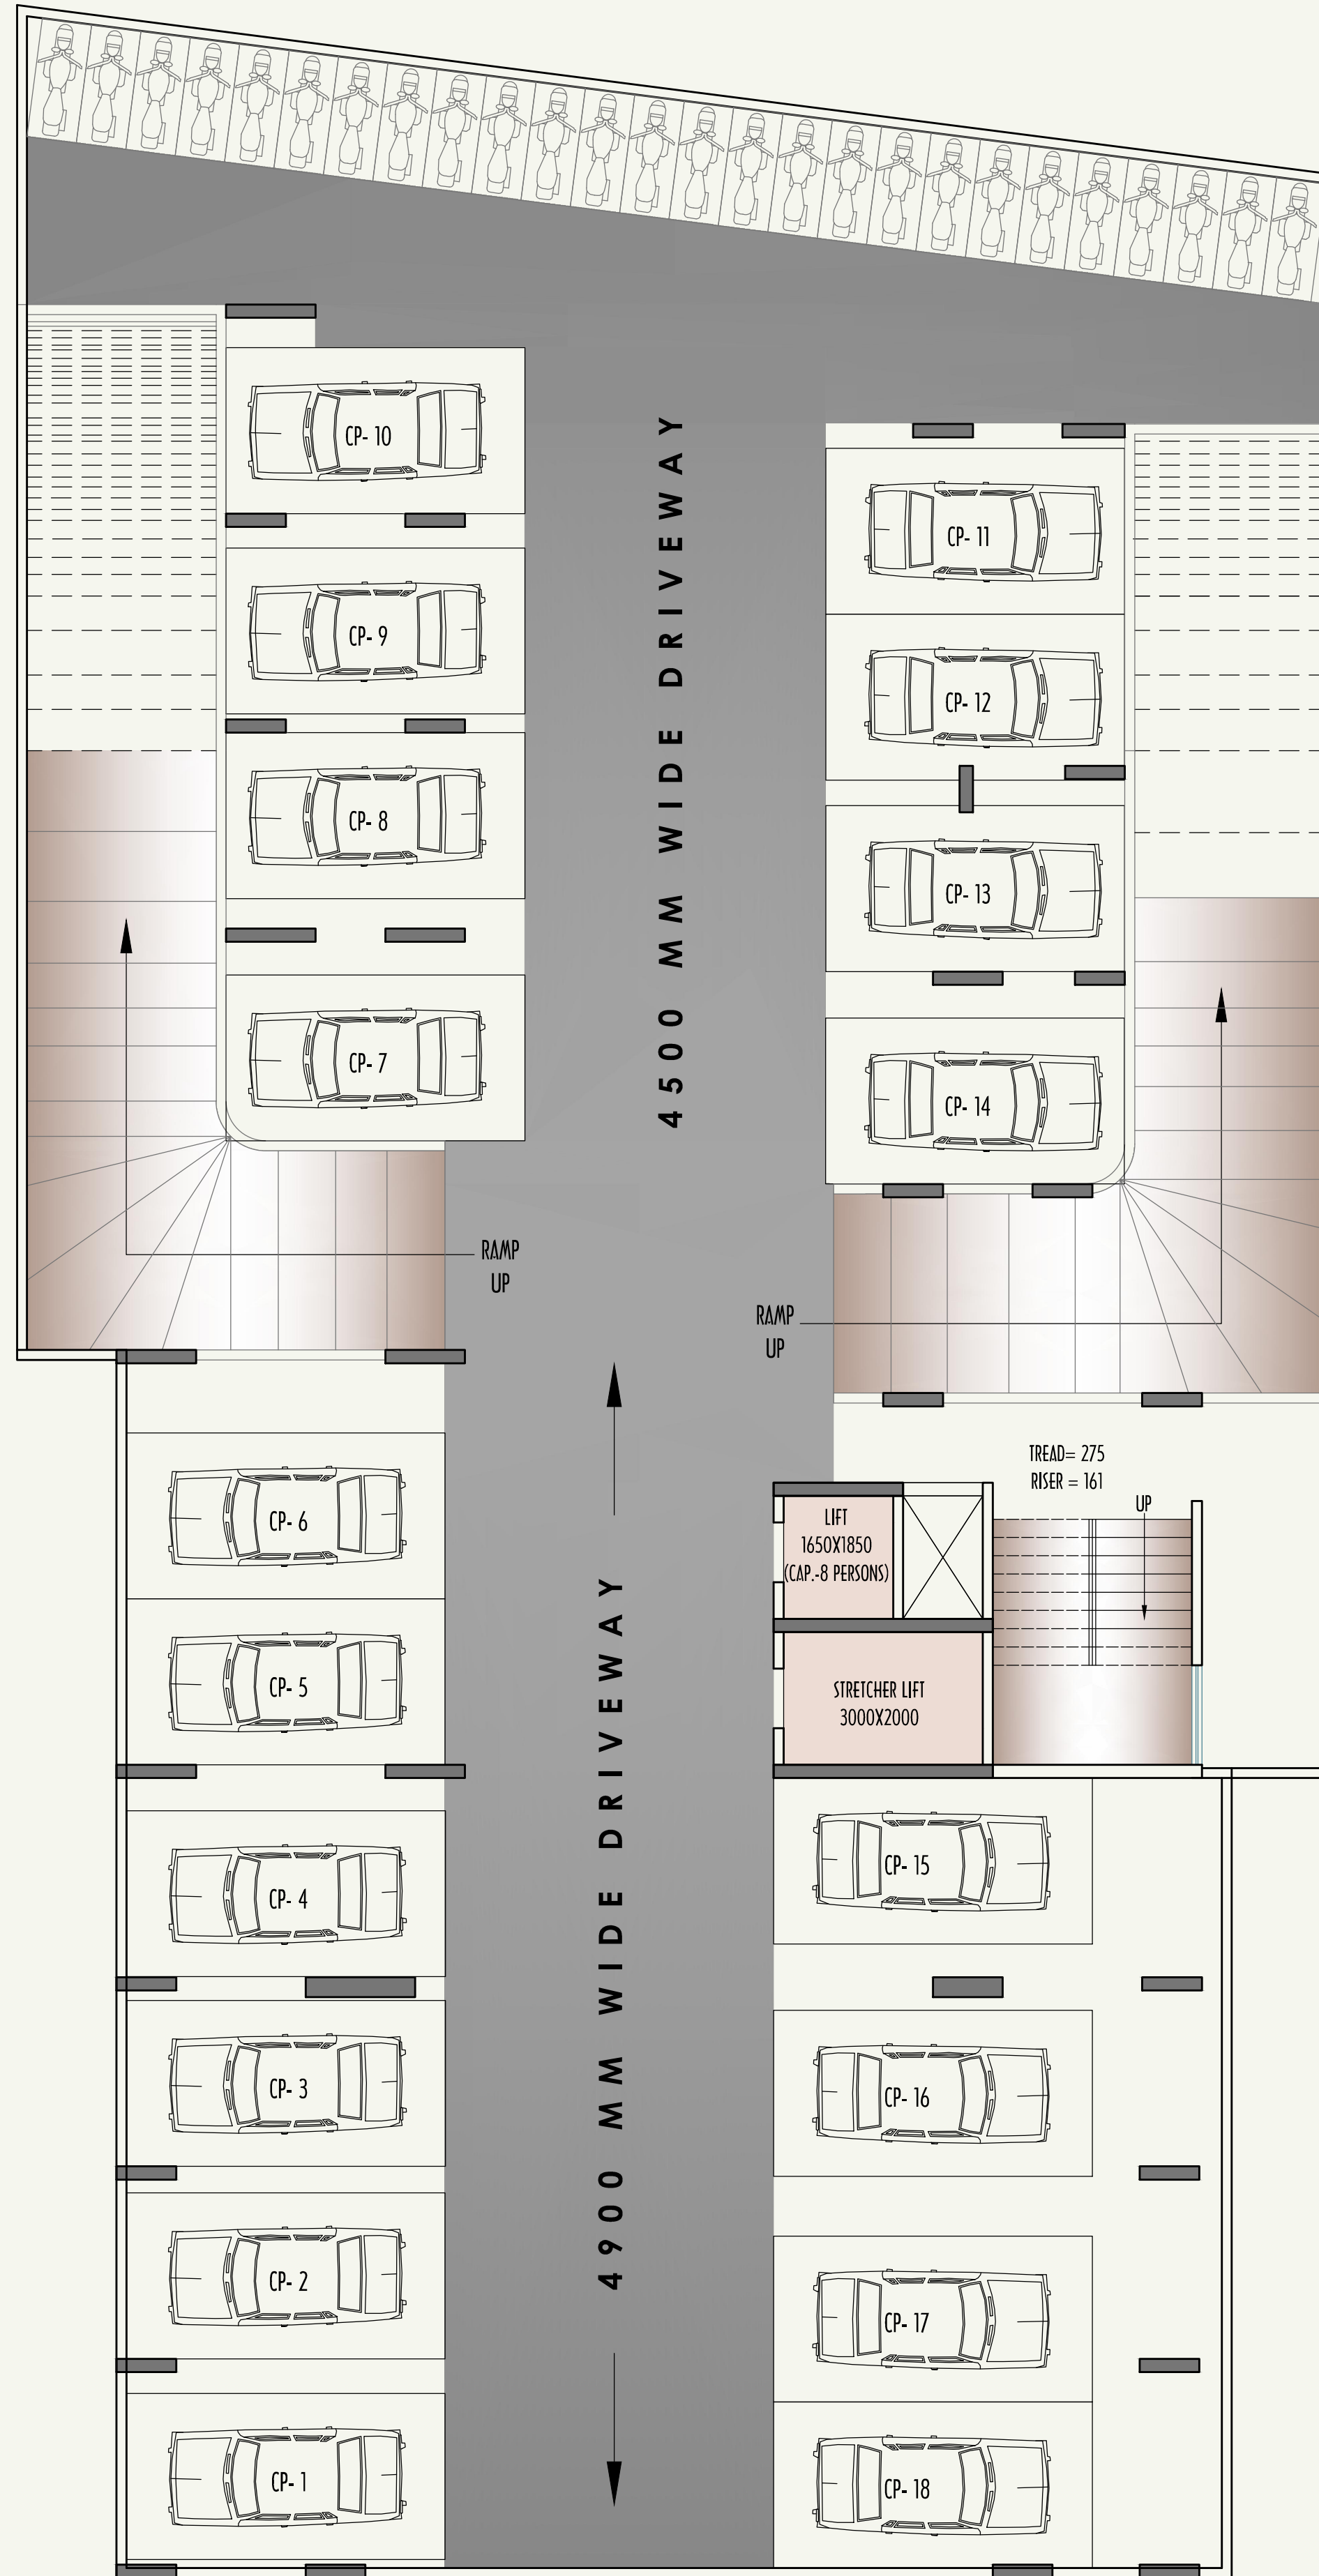 CP- 10
CP- 9
CP- 8
CP- 7
4500 MM WIDE DRIVEWAY
CP- 11
CP- 12
CP- 13
CP- 14
RAMP
UP
RAMP
UP
TREAD= 275
RISER = 161
UP
LIFT
1650X1850
(CAP.-8 PERSONS)
STRETCHER LIFT
3000X2000
CP- 6
CP- 5
CP- 4
CP- 3
CP- 2
CP- 1
4900 MM WIDE DRIVEWAY
CP- 15
CP- 16
CP- 17
CP- 18